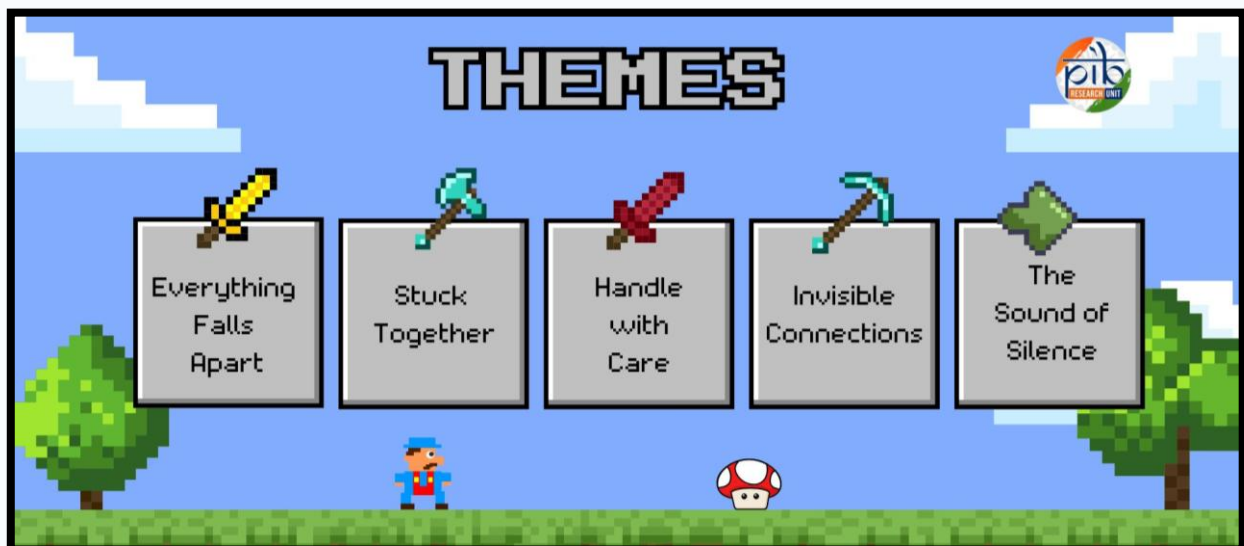 THEMES
pib
RESEARCH UNIT
Everything
Falls
Apart
Stuck
Together
Handle
with
Care
Invisible
Connections
The
Sound of
Silence